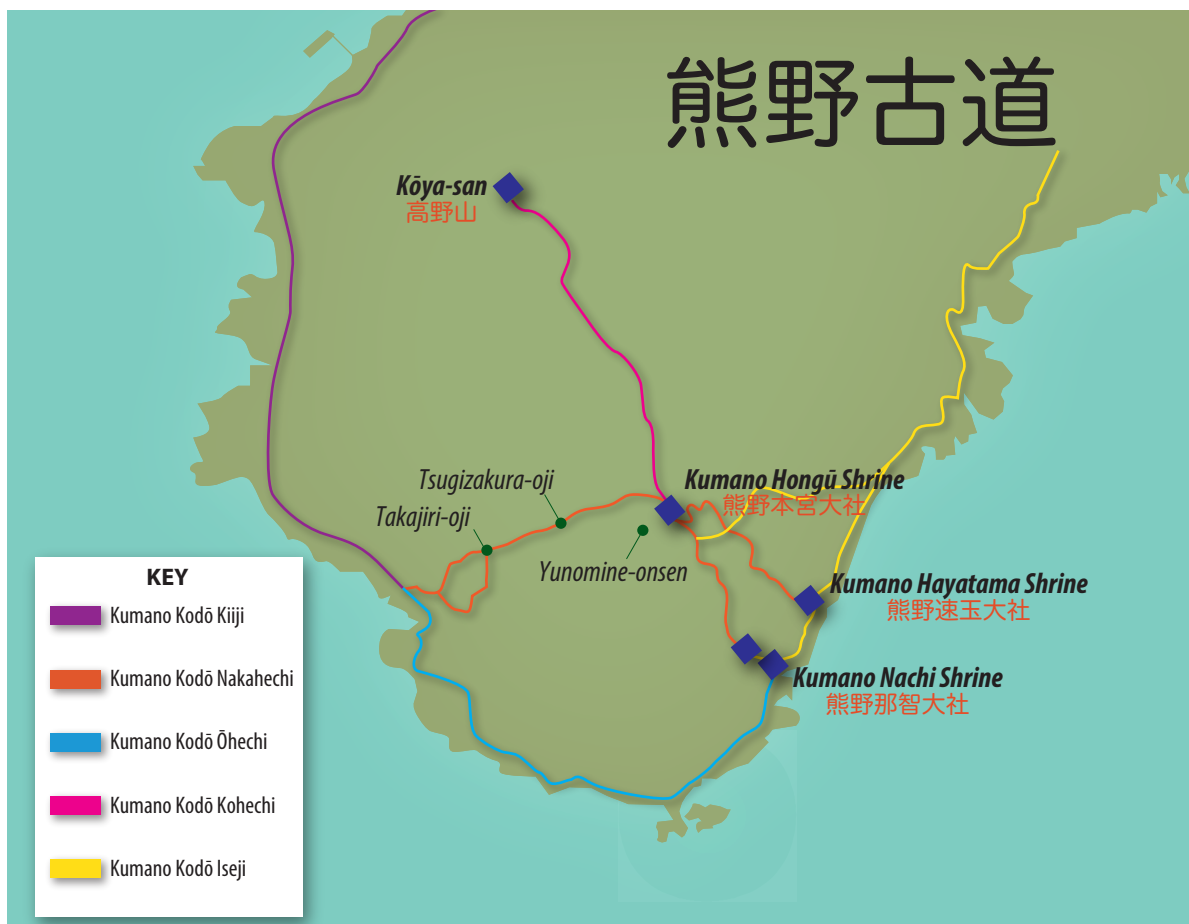 熊野古道
Kōya-san
高野山
Kumano Hongū Shrine
熊野本宮大社
Tsugizakura-oji
Takajiri-oji
Yunomine-onsen
Kumano Hayatama Shrine
熊野速玉大社
Kumano Nachi Shrine
熊野那智大社
KEY
Kumano Kodō Kiiji
Kumano Kodō Nakahechi
Kumano Kodō Ōhechi
Kumano Kodō Kohechi
Kumano Kodō Iseji